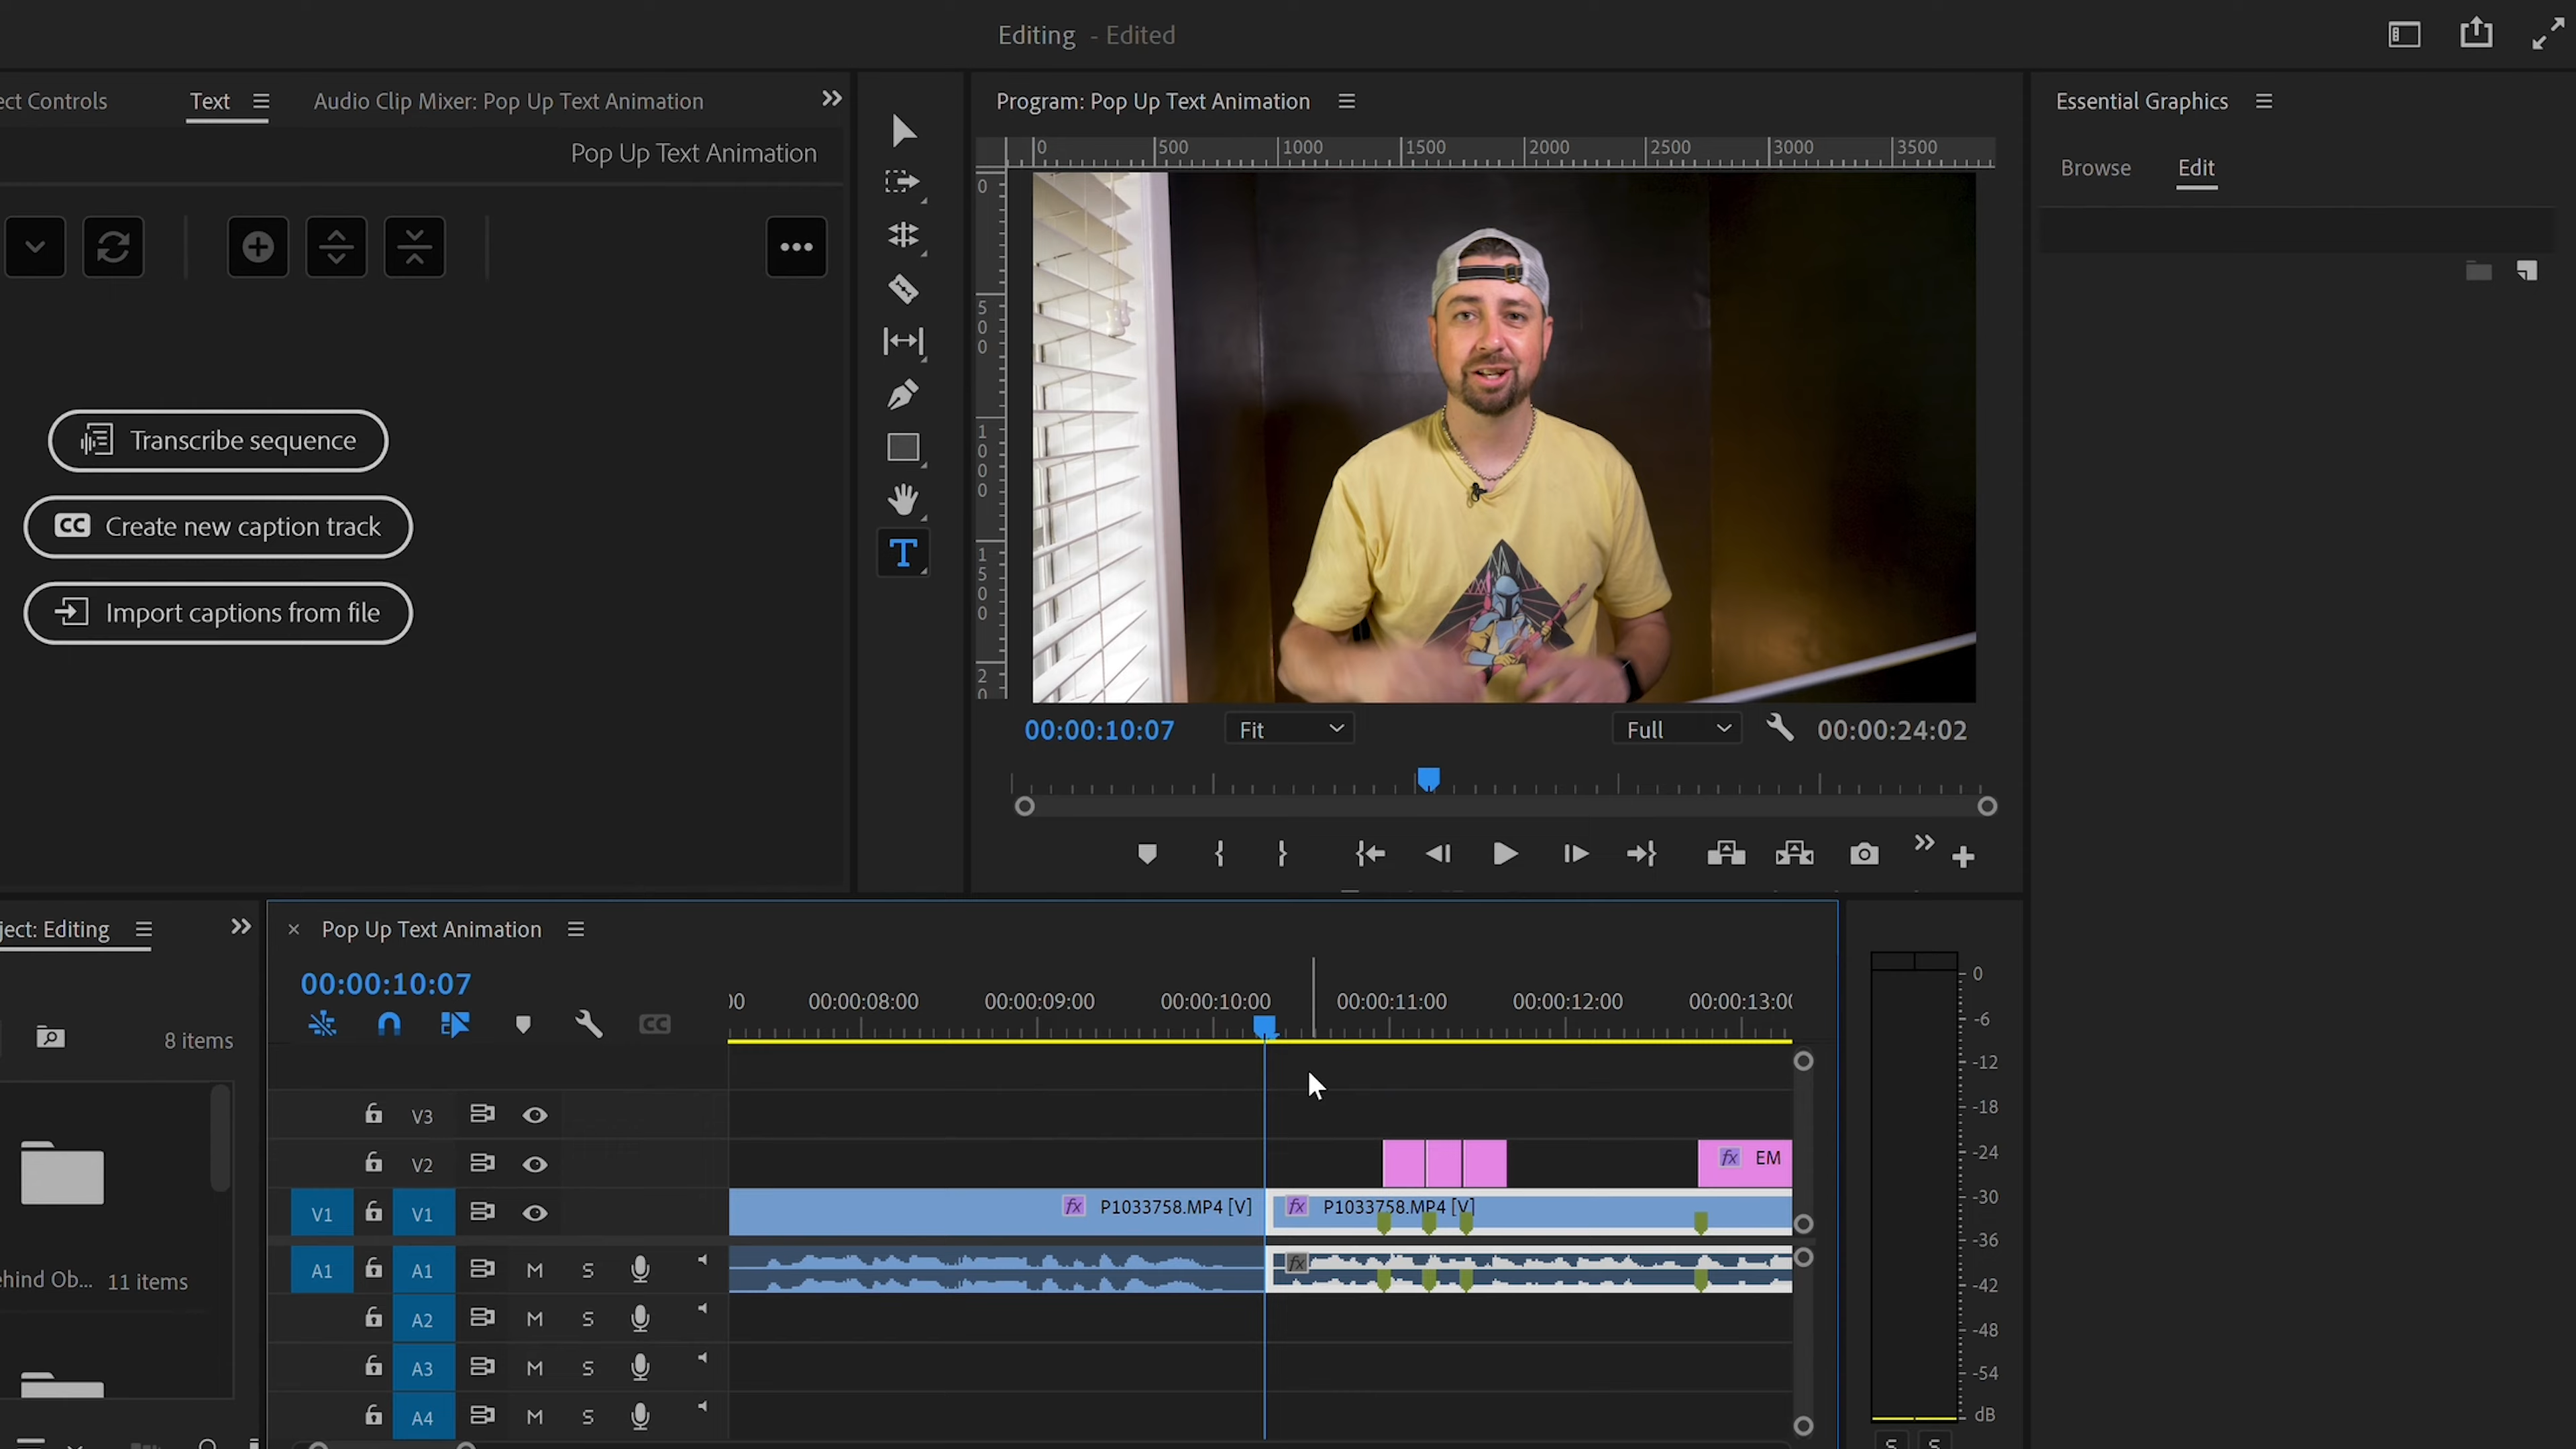 Editing - Edited
ect Controls
Text
Audio Clip Mixer: Pop Up Text Animation
Program: Pop Up Text Animation
Essential Graphics
Pop Up Text Animation
Browse
Edit
0 500 1000 1500 2000 2500 3000 3500
0
500
1000
1500
20
Transcribe sequence
CC Create new caption track
Import captions from file
T
00:00:10:07
Fit
Full
00:00:24:02
ject: Editing
Pop Up Text Animation
00:00:10:07
00 00:00:08:00 00:00:09:00 00:00:10:00 00:00:11:00 00:00:12:00 00:00:13:00
CC
8 items
V3
V2
fx EM
V1 V1
fx P1033758.MP4 [V]
fx P1033758.MP4 [V]
A1 A1 M S
fx
ehind Ob... 11 items
A2 M S
A3 M S
A4 M S
0
-6
-12
-18
-24
-30
-36
-42
-48
-54
dB
S S